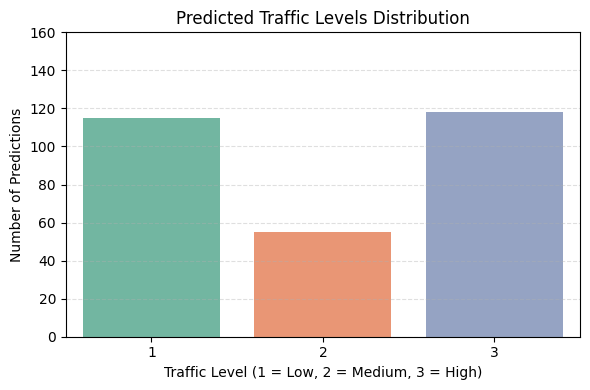 Predicted Traffic Levels Distribution
160
140
120
100
80
60
40
20
0
Number of Predictions
1 2 3
Traffic Level (1 = Low, 2 = Medium, 3 = High)